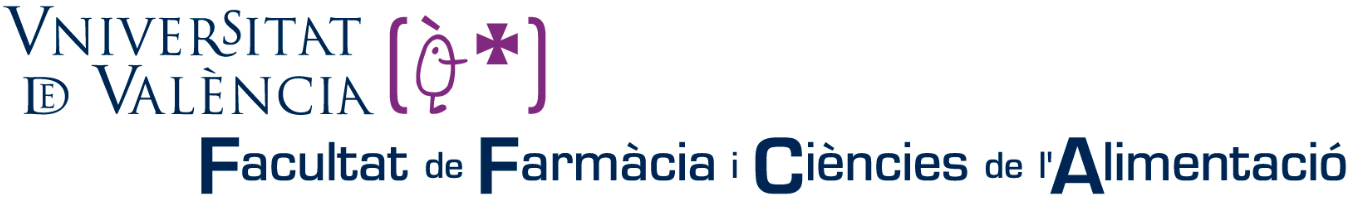 VNIVERSITAT
DE VALÈNCIA
Facultat de Farmàcia i Ciències de l'Alimentació